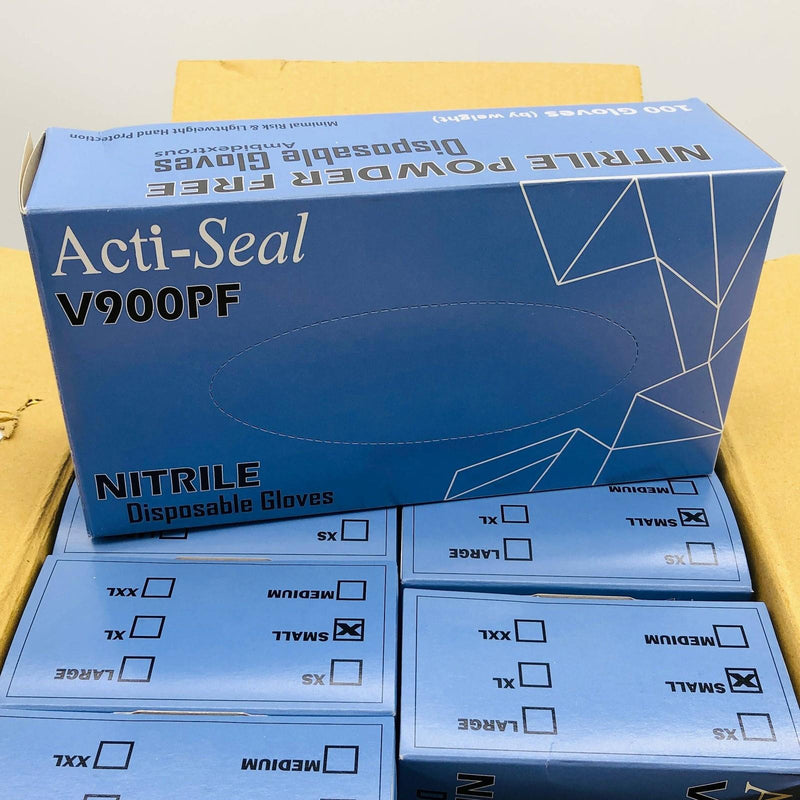 100 Gloves (by weight)
Minimal Risk & Lightweight Hand Protection
NITRILE POWDER FREE
Disposable Gloves
Ambidextrous
Acti-Seal
V900PF
NITRILE
Disposable Gloves
XS
MEDIUM
SMALL
XS
XL
LARGE
MEDIUM
SMALL
XS
XXL
XL
LARGE
MEDIUM
SMALL
XS
XXL
XL
LARGE
MEDIUM
XXL
NI
A
V